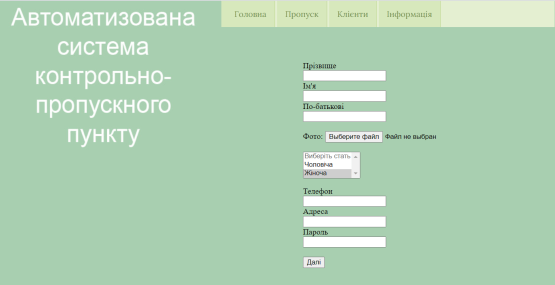 Автоматизована
система
контрольно-
пропускного
пункту
Головна Пропуск Клієнти Інформація
Прізвище
Ім'я
По-батькові
Фото: Выберите файл Файл не выбран
Виберіть стать
Чоловіча
Жіноча
Телефон
Адреса
Пароль
Далі